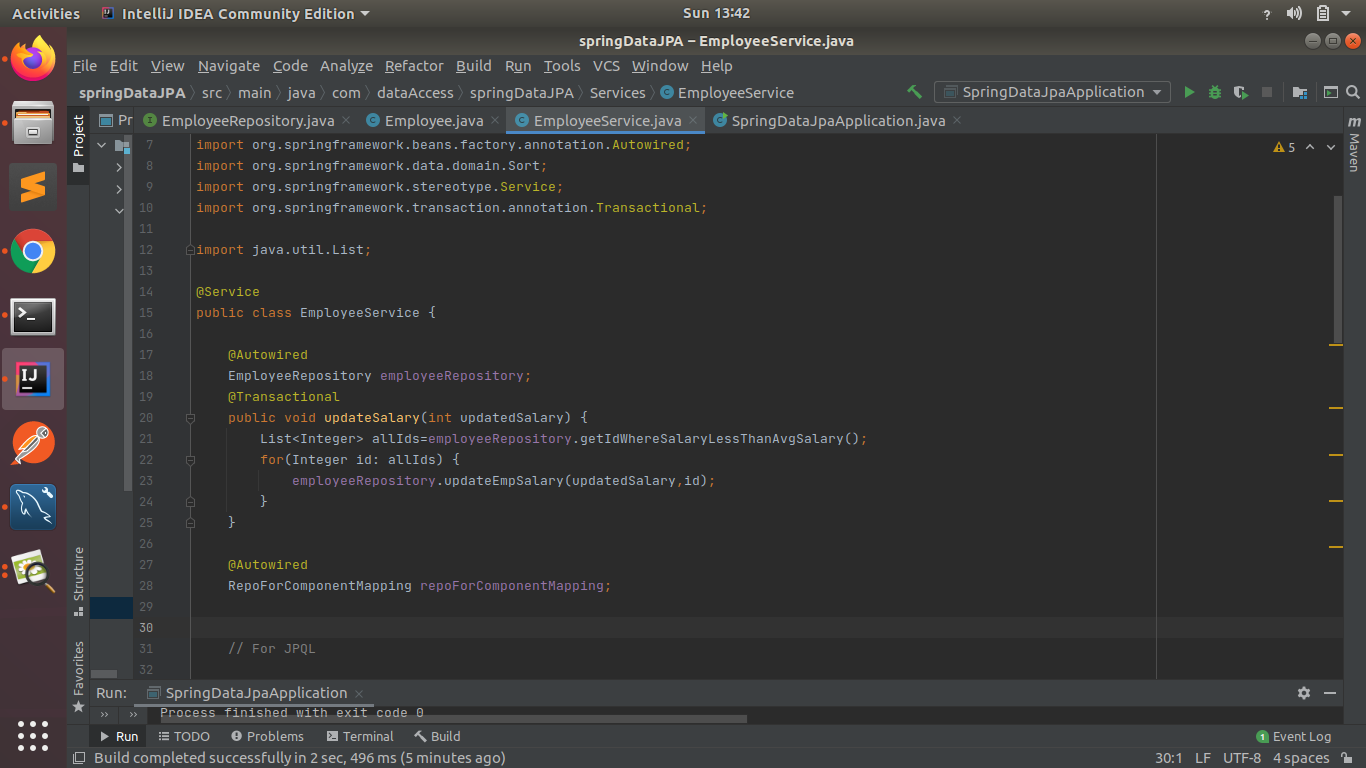 Activities IntelliJ IDEA Community Edition Sun 13:42 ?
springDataJPA – EmployeeService.java
File Edit View Navigate Code Analyze Refactor Build Run Tools VCS Window Help
springDataJPA src main java com dataAccess springDataJPA Services EmployeeService SpringDataJpaApplication
Project Pr EmployeeRepository.java Employee.java EmployeeService.java SpringDataJpaApplication.java Maven
7 import org.springframework.beans.factory.annotation.Autowired; 5
8 import org.springframework.data.domain.Sort;
9 import org.springframework.stereotype.Service;
10 import org.springframework.transaction.annotation.Transactional;
11
12 import java.util.List;
13
14 @Service
15 public class EmployeeService {
16
17 @Autowired
18 EmployeeRepository employeeRepository;
19 @Transactional
20 public void updateSalary(int updatedSalary) {
21 List<Integer> allIds=employeeRepository.getIdWhereSalaryLessThanAvgSalary();
22 for(Integer id: allIds) {
23 employeeRepository.updateEmpSalary(updatedSalary,id);
24 }
25 }
26
27 @Autowired
28 RepoForComponentMapping repoForComponentMapping;
29
30
31 // For JPQL
32
Structure
Favorites
Run: SpringDataJpaApplication
Process finished with exit code 0
Run TODO Problems Terminal Build 1 Event Log
Build completed successfully in 2 sec, 496 ms (5 minutes ago) 30:1 LF UTF-8 4 spaces